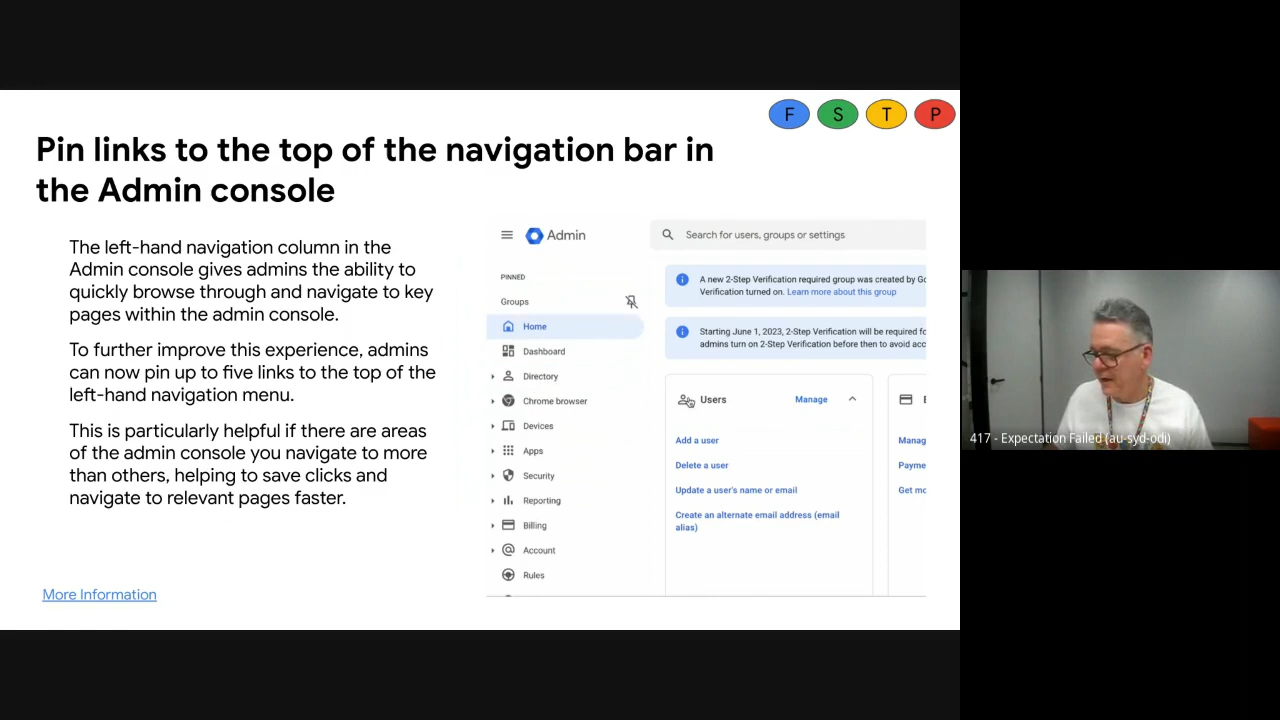 F S T P
Pin links to the top of the navigation bar in
the Admin console
The left-hand navigation column in the
Admin console gives admins the ability to
quickly browse through and navigate to key
pages within the admin console.
To further improve this experience, admins
can now pin up to five links to the top of the
left-hand navigation menu.
This is particularly helpful if there are areas
of the admin console you navigate to more
than others, helping to save clicks and
navigate to relevant pages faster.
More Information
Admin
Search for users, groups or settings
PINNED
Groups
Home
Dashboard
Directory
Chrome browser
Devices
Apps
Security
Reporting
Billing
Account
Rules
A new 2-Step Verification required group was created by
Verification turned on. Learn more about this group
Starting June 1, 2023, 2-Step Verification will be required
admins turn on 2-Step Verification before then to avoid
Users Manage
Add a user
Delete a user
Update a user's name or email
Create an alternate email address (email
alias)
417 - Expectation Failed (au-syd-odi)